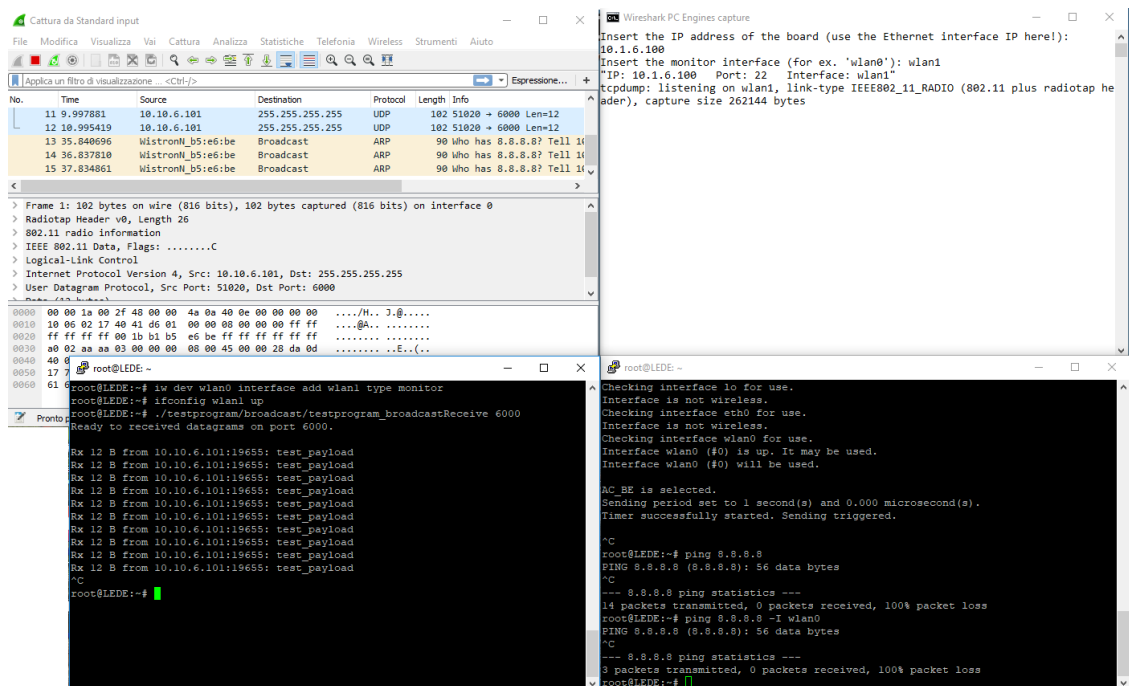 Cattura da Standard input
File Modifica Visualizza Vai Cattura Analizza Statistiche Telefonia Wireless Strumenti Aiuto
Applica un filtro di visualizzazione ... <Ctrl-/>
Espressione... +
No. Time Source Destination Protocol Length Info
11 9.997881 10.10.6.101 255.255.255.255 UDP 102 51020 → 6000 Len=12
12 10.995419 10.10.6.101 255.255.255.255 UDP 102 51020 → 6000 Len=12
13 35.840696 WistronN_b5:e6:be Broadcast ARP 90 Who has 8.8.8.8? Tell 10
14 36.837810 WistronN_b5:e6:be Broadcast ARP 90 Who has 8.8.8.8? Tell 10
15 37.834861 WistronN_b5:e6:be Broadcast ARP 90 Who has 8.8.8.8? Tell 10
> Frame 1: 102 bytes on wire (816 bits), 102 bytes captured (816 bits) on interface 0
> Radiotap Header v0, Length 26
> 802.11 radio information
> IEEE 802.11 Data, Flags: ........C
> Logical-Link Control
> Internet Protocol Version 4, Src: 10.10.6.101, Dst: 255.255.255.255
> User Datagram Protocol, Src Port: 51020, Dst Port: 6000
0000 00 00 1a 00 2f 48 00 00 4a 0a 40 0e 00 00 00 00 ..../H.. J.@.....
0010 10 06 02 17 40 41 d6 01 00 00 08 00 00 00 ff ff ....@A.. ........
0020 ff ff ff ff 00 1b b1 b5 e6 be ff ff ff ff ff ff ........ ........
0030 a0 02 aa aa 03 00 00 00 08 00 45 00 00 28 da 0d ........ ..E..(..
0040 40 0
0050 17 7
0060 61 6
Pronto p
Wireshark PC Engines capture
Insert the IP address of the board (use the Ethernet interface IP here!):
10.1.6.100
Insert the monitor interface (for ex. 'wlan0'): wlan1
"IP: 10.1.6.100 Port: 22 Interface: wlan1"
tcpdump: listening on wlan1, link-type IEEE802_11_RADIO (802.11 plus radiotap he
ader), capture size 262144 bytes
root@LEDE: ~
root@LEDE:~# iw dev wlan0 interface add wlan1 type monitor
root@LEDE:~# ifconfig wlan1 up
root@LEDE:~# ./testprogram/broadcast/testprogram_broadcastReceive 6000
Ready to received datagrams on port 6000.
Rx 12 B from 10.10.6.101:19655: test_payload
Rx 12 B from 10.10.6.101:19655: test_payload
Rx 12 B from 10.10.6.101:19655: test_payload
Rx 12 B from 10.10.6.101:19655: test_payload
Rx 12 B from 10.10.6.101:19655: test_payload
Rx 12 B from 10.10.6.101:19655: test_payload
Rx 12 B from 10.10.6.101:19655: test_payload
Rx 12 B from 10.10.6.101:19655: test_payload
Rx 12 B from 10.10.6.101:19655: test_payload
Rx 12 B from 10.10.6.101:19655: test_payload
^C
root@LEDE:~#
root@LEDE: ~
Checking interface lo for use.
Interface is not wireless.
Checking interface eth0 for use.
Interface is not wireless.
Checking interface wlan0 for use.
Interface wlan0 (#0) is up. It may be used.
Interface wlan0 (#0) will be used.
AC_BE is selected.
Sending period set to 1 second(s) and 0.000 microsecond(s).
Timer successfully started. Sending triggered.
^C
root@LEDE:~# ping 8.8.8.8
PING 8.8.8.8 (8.8.8.8): 56 data bytes
^C
--- 8.8.8.8 ping statistics ---
14 packets transmitted, 0 packets received, 100% packet loss
root@LEDE:~# ping 8.8.8.8 -I wlan0
PING 8.8.8.8 (8.8.8.8): 56 data bytes
^C
--- 8.8.8.8 ping statistics ---
3 packets transmitted, 0 packets received, 100% packet loss
root@LEDE:~#